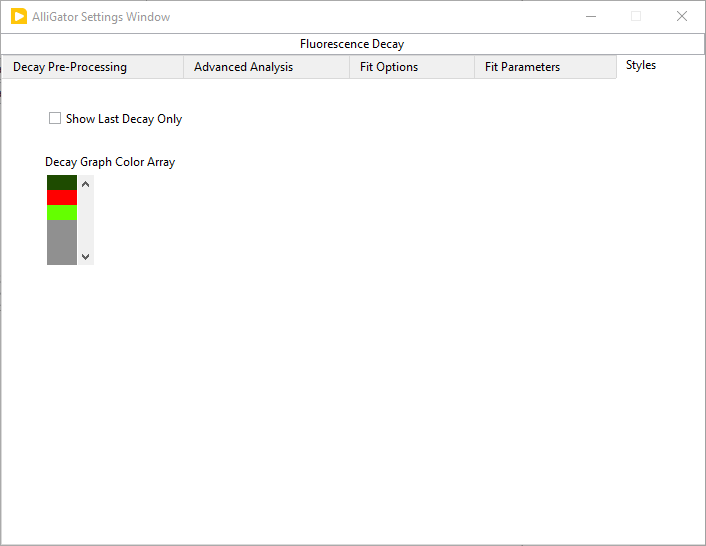 AlliGator Settings Window
Fluorescence Decay
Decay Pre-Processing
Advanced Analysis
Fit Options
Fit Parameters
Styles
Show Last Decay Only
Decay Graph Color Array